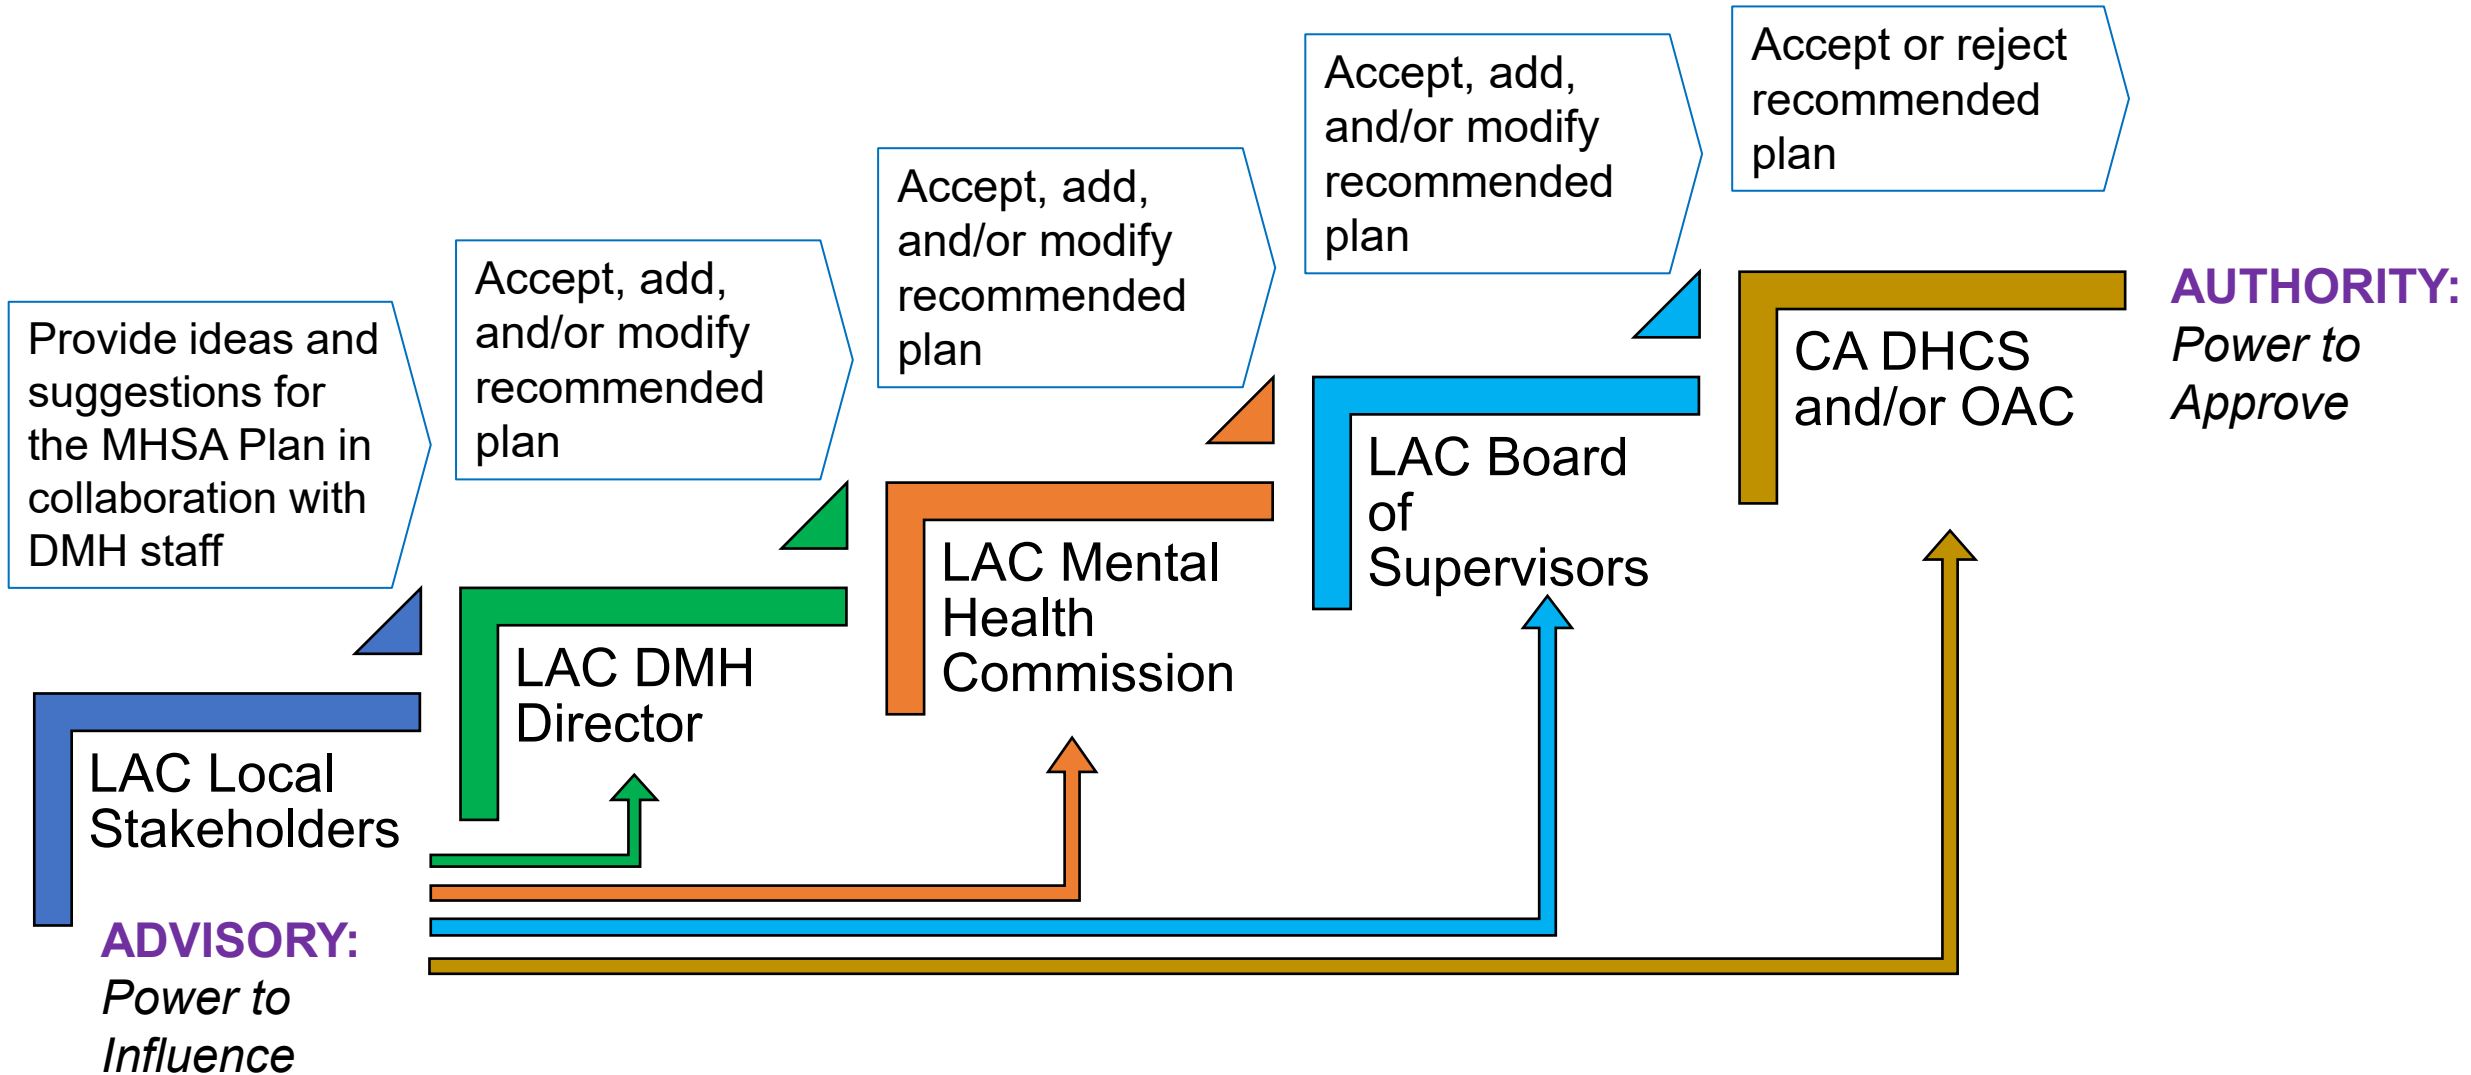 Provide ideas and
suggestions for
the MHSA Plan in
collaboration with
DMH staff
Accept, add,
and/or modify
recommended
plan
Accept, add,
and/or modify
recommended
plan
Accept, add,
and/or modify
recommended
plan
Accept or reject
recommended
plan
LAC Local
Stakeholders
LAC DMH
Director
LAC Mental
Health
Commission
LAC Board
of
Supervisors
CA DHCS
and/or OAC
ADVISORY:
Power to
Influence
AUTHORITY:
Power to
Approve